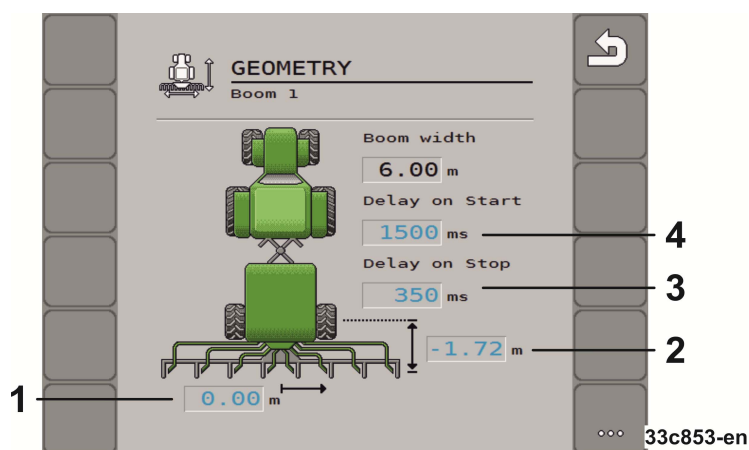 GEOMETRY
Boom 1
Boom width
6.00 m
Delay on Start
1500 ms
4
Delay on Stop
350 ms
3
-1.72 m
2
1
0.00 m
33c853-en